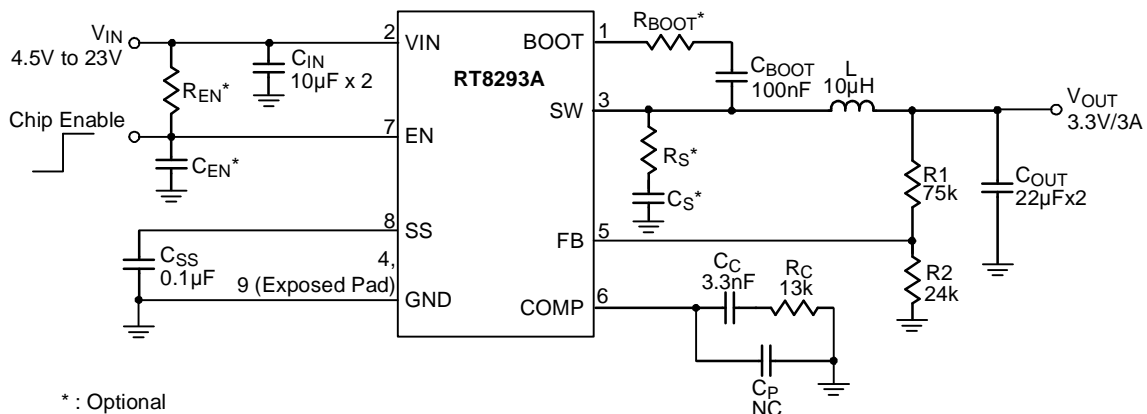 VIN
4.5V to 23V
REN*
Chip Enable
CEN*
CIN
10µF x 2
2
VIN
7
EN
8
SS
CSS
0.1µF
4,
9 (Exposed Pad)
GND
RT8293A
BOOT
1
RBOOT*
CBOOT
100nF
SW
3
L
10µH
VOUT
3.3V/3A
RS*
CS*
R1
75k
COUT
22µFx2
FB
5
R2
24k
COMP
6
CC
3.3nF
RC
13k
CP
NC
* : Optional